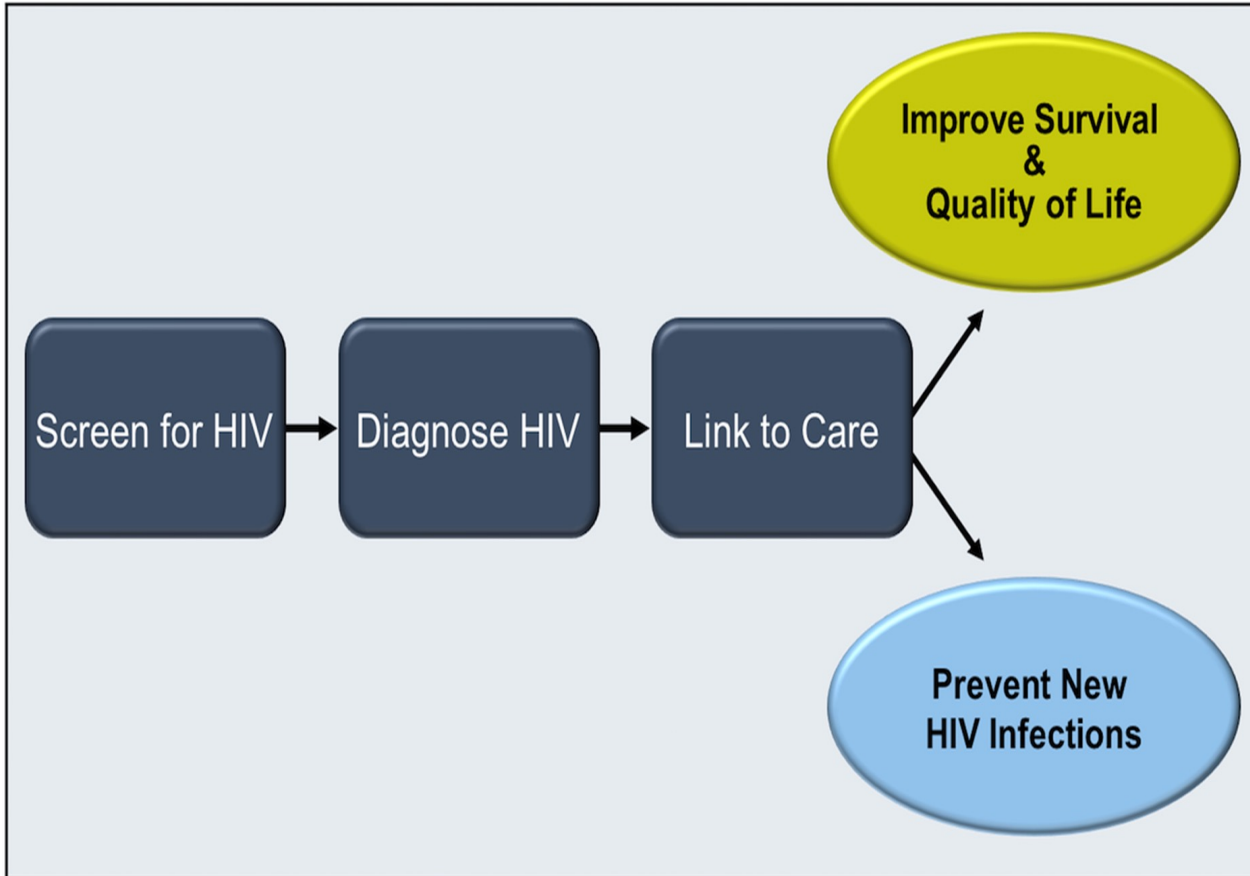 Improve Survival
&
Quality of Life
Screen for HIV
Diagnose HIV
Link to Care
Prevent New
HIV Infections